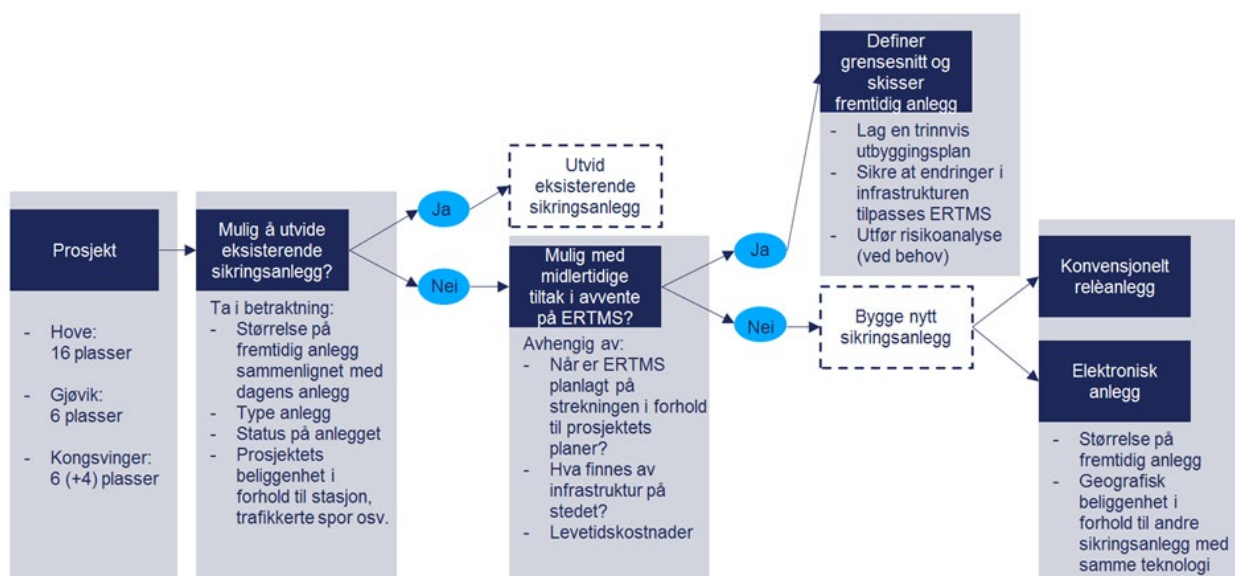 Prosjekt
- Hove:
16 plasser
- Gjøvik:
6 plasser
- Kongsvinger:
6 (+4) plasser
Mulig å utvide
eksisterende
sikringsanlegg?
Ta i betraktning:
- Størrelse på
fremtidig anlegg
sammenlignet med
dagens anlegg
- Type anlegg
- Status på anlegget
- Prosjektets
beliggenhet i
forhold til stasjon,
trafikkerte spor osv.
Ja
Nei
Utvid
eksisterende
sikringsanlegg
Mulig med
midlertidige
tiltak i avvente
på ERTMS?
Avhengig av:
- Når er ERTMS
planlagt på
strekningen i forhold
til prosjektets
planer?
- Hva finnes av
infrastruktur på
stedet?
- Levetidskostnader
Ja
Nei
Definer
grensesnitt og
skisser
fremtidig anlegg
- Lag en trinnvis
utbyggingsplan
- Sikre at endringer i
infrastrukturen
tilpasses ERTMS
- Utfør risikoanalyse
(ved behov)
Bygge nytt
sikringsanlegg
Konvensjonelt
relèanlegg
Elektronisk
anlegg
- Størrelse på
fremtidig anlegg
- Geografisk
beliggenhet i
forhold til andre
sikringsanlegg med
samme teknologi